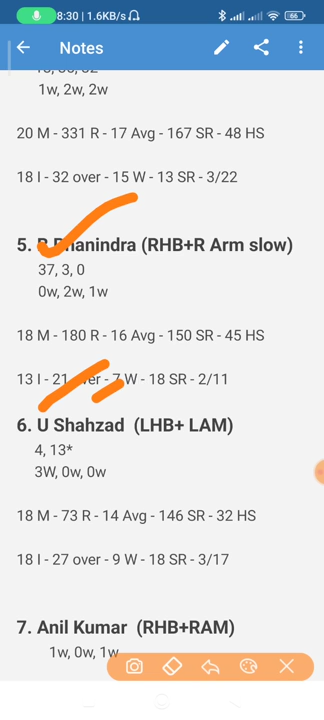 8:30 | 1.6KB/s
66
Notes
1w, 2w, 2w
20 M - 331 R - 17 Avg - 167 SR - 48 HS
18 I - 32 over - 15 W - 13 SR - 3/22
5. Phanindra (RHB+R Arm slow)
37, 3, 0
0w, 2w, 1w
18 M - 180 R - 16 Avg - 150 SR - 45 HS
13 I - 21 over - 7 W - 18 SR - 2/11
6. U Shahzad (LHB+ LAM)
4, 13*
3W, 0w, 0w
18 M - 73 R - 14 Avg - 146 SR - 32 HS
18 I - 27 over - 9 W - 18 SR - 3/17
7. Anil Kumar (RHB+RAM)
1w, 0w, 1w